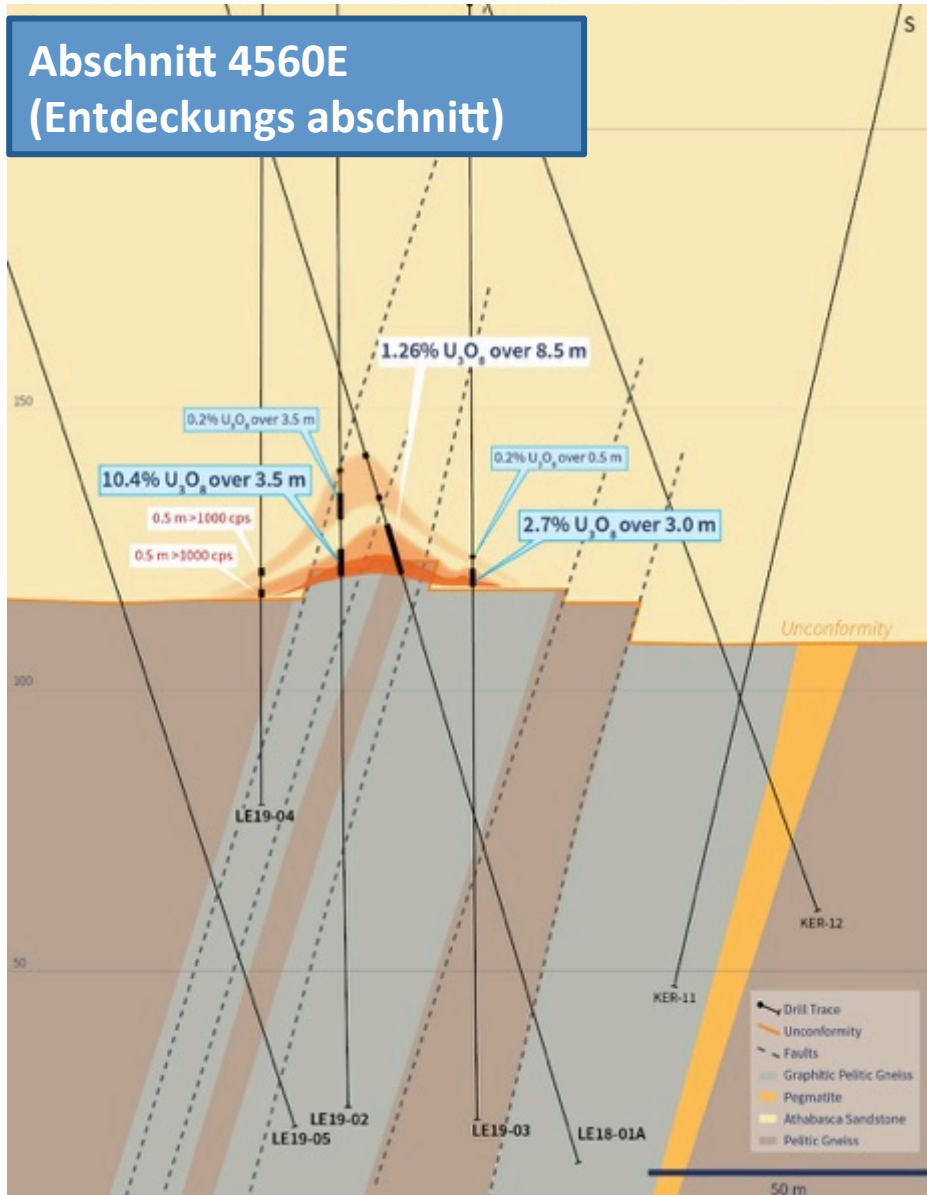 Abschnitt 4560E
(Entdeckungs abschnitt)
S
1.26% U₃O₈ over 8.5 m
150
0.2% U₃O₈ over 3.5 m
0.2% U₃O₈ over 0.5 m
10.4% U₃O₈ over 3.5 m
0.5 m >1000 cps
2.7% U₃O₈ over 3.0 m
0.5 m >1000 cps
Unconformity
100
LE19-04
KER-12
50
KER-11
Drill Trace
Unconformity
Faults
Graphitic Pelitic Gneiss
Pegmatite
Athabasca Sandstone
Pelitic Gneiss
LE19-02
LE19-05
LE19-03
LE18-01A
50 m